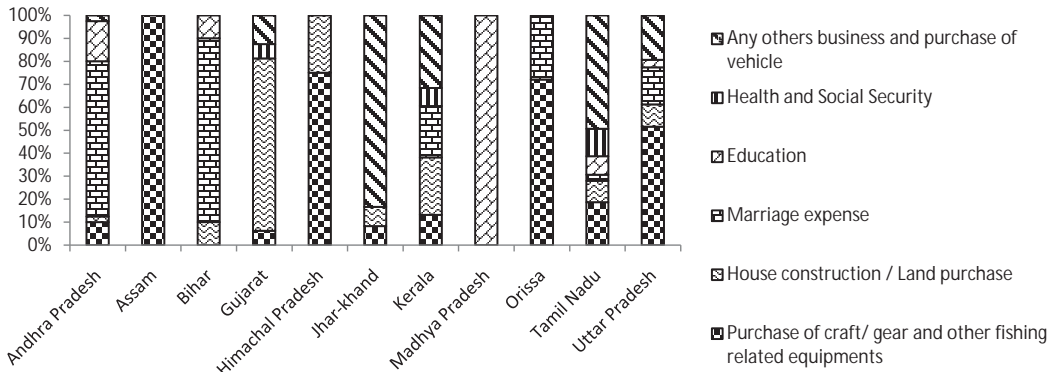 100%
90%
80%
70%
60%
50%
40%
30%
20%
10%
0%
Andhra Pradesh
Assam
Bihar
Gujarat
Himachal Pradesh
Jhar-khand
Kerala
Madhya Pradesh
Orissa
Tamil Nadu
Uttar Pradesh
Any others business and purchase of
vehicle
Health and Social Security
Education
Marriage expense
House construction / Land purchase
Purchase of craft/ gear and other fishing
related equipments